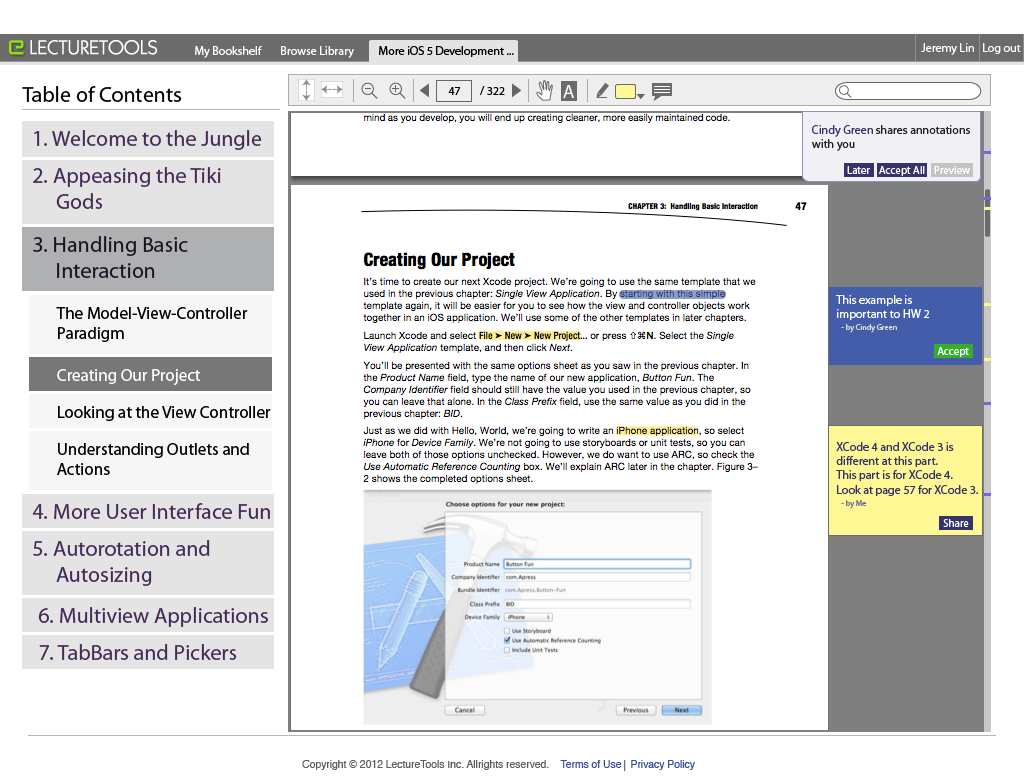 LECTURETOOLS
My Bookshelf
Browse Library
More iOS 5 Development ...
Jeremy Lin
Log out
Table of Contents
1. Welcome to the Jungle
2. Appeasing the Tiki
Gods
3. Handling Basic
Interaction
The Model-View-Controller
Paradigm
Creating Our Project
Looking at the View Controller
Understanding Outlets and
Actions
4. More User Interface Fun
5. Autorotation and
Autosizing
6. Multiview Applications
7. TabBars and Pickers
47 / 322
A
mind as you develop, you will end up creating cleaner, more easily maintained code.
Cindy Green shares annotations
with you
Later Accept All Preview
CHAPTER 3: Handling Basic Interaction 47
Creating Our Project
It's time to create our next Xcode project. We're going to use the same template that we
used in the previous chapter: Single View Application. By starting with this simple
template again, it will be easier for you to see how the view and controller objects work
together in an iOS application. We'll use some of the other templates in later chapters.
Launch Xcode and select File ➤ New ➤ New Project... or press ⇧⌘N. Select the Single
View Application template, and then click Next.
You'll be presented with the same options sheet as you saw in the previous chapter. In
the Product Name field, type the name of our new application, Button Fun. The
Company Identifier field should still have the value you used in the previous chapter, so
you can leave that alone. In the Class Prefix field, use the same value as you did in the
previous chapter: BID.
Just as we did with Hello, World, we're going to write an iPhone application, so select
iPhone for Device Family. We're not going to use storyboards or unit tests, so you can
leave both of those options unchecked. However, we do want to use ARC, so check the
Use Automatic Reference Counting box. We'll explain ARC later in the chapter. Figure 3–
2 shows the completed options sheet.
Choose options for your new project:
Product Name Button Fun
Company Identifier com.Apress
Bundle Identifier com.Apress.Button-Fun
Class Prefix BID
Device Family iPhone
Use Storyboard
Use Automatic Reference Counting
Include Unit Tests
Cancel
Previous
Next
This example is
important to HW 2
- by Cindy Green
Accept
XCode 4 and XCode 3 is
different at this part.
This part is for XCode 4.
Look at page 57 for XCode 3.
- by Me
Share
Copyright © 2012 LectureTools Inc. Allrights reserved. Terms of Use | Privacy Policy